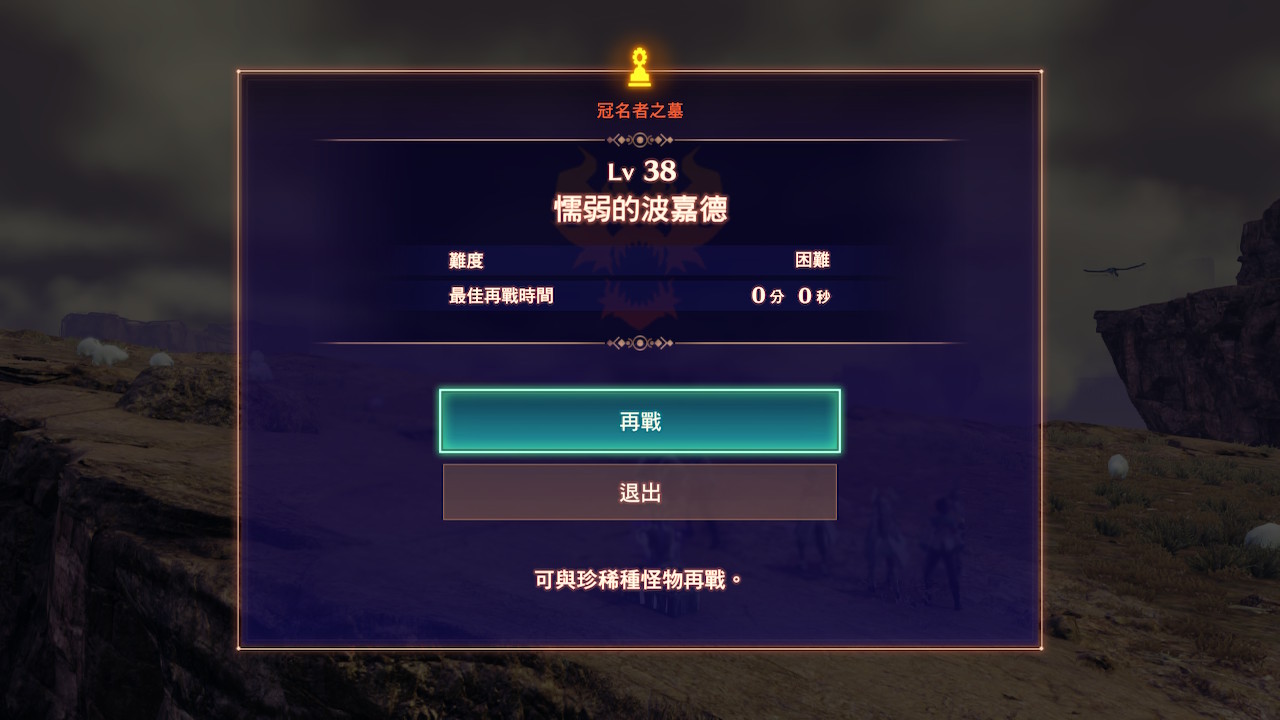 冠名者之墓
Lv 38
懦弱的波嘉德
難度 困難
最佳再戰時間 0分 0秒
再戰
退出
可與珍稀種怪物再戰。